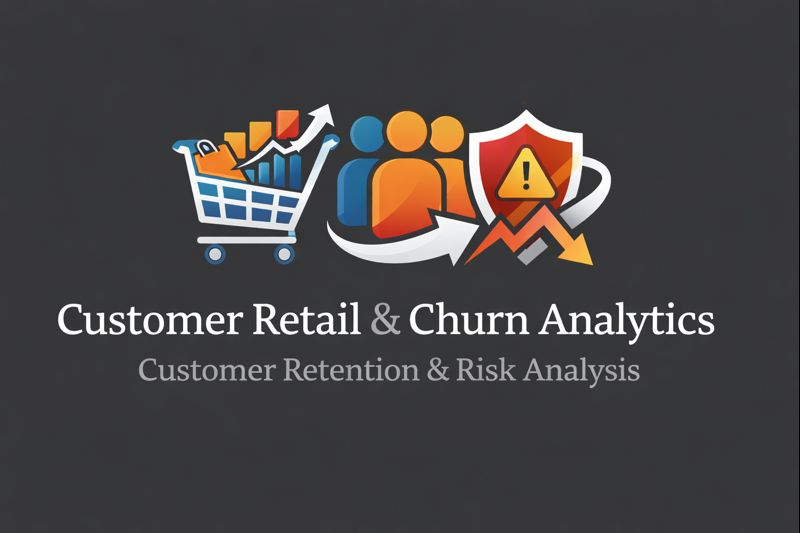 !
Customer Retail & Churn Analytics
Customer Retention & Risk Analysis